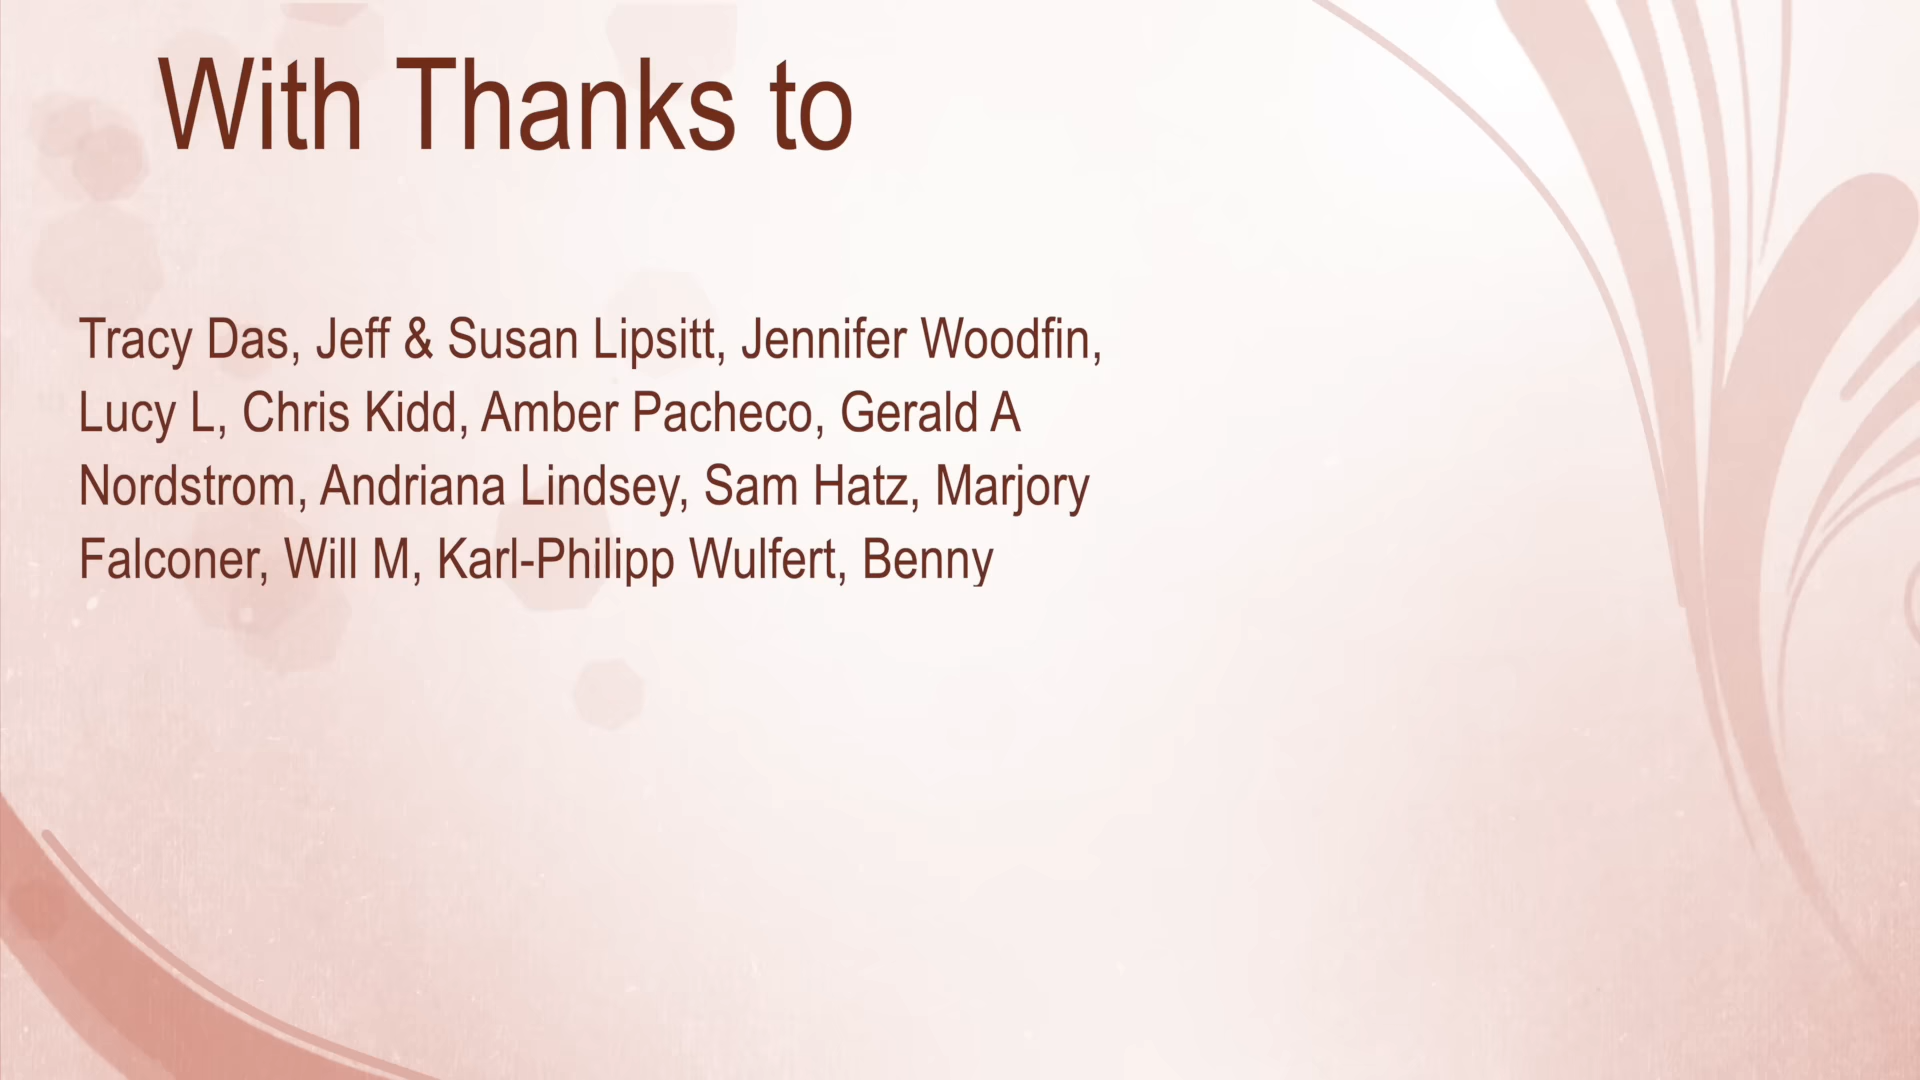 With Thanks to
Tracy Das, Jeff & Susan Lipsitt, Jennifer Woodfin,
Lucy L, Chris Kidd, Amber Pacheco, Gerald A
Nordstrom, Andriana Lindsey, Sam Hatz, Marjory
Falconer, Will M, Karl-Philipp Wulfert, Benny